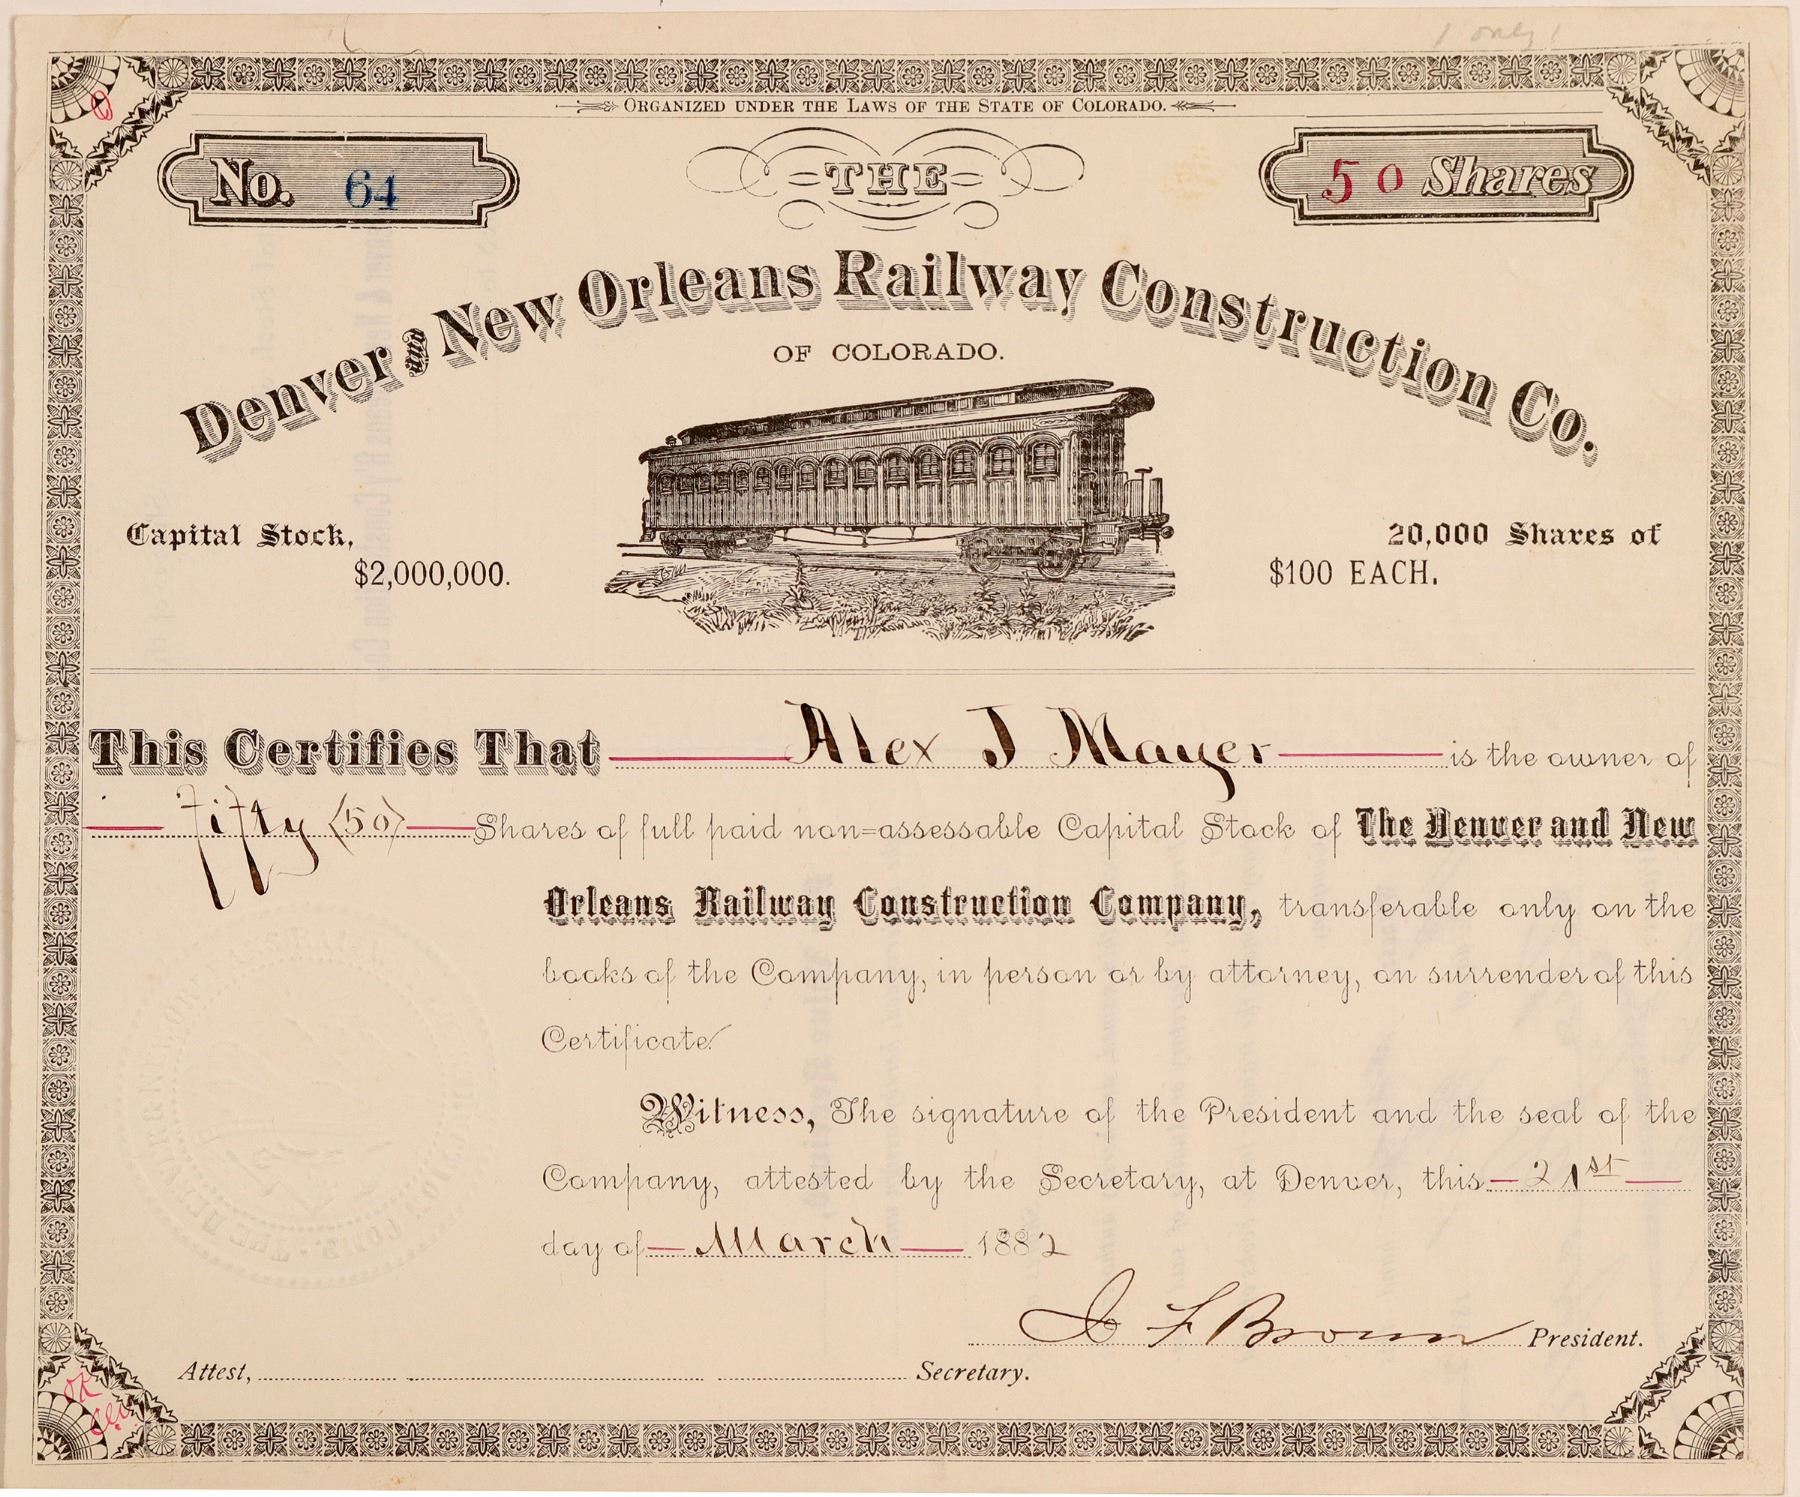 1 only!
ORGANIZED UNDER THE LAWS OF THE STATE OF COLORADO.
No. 64
THE
50 Shares
Denver and New Orleans Railway Construction Co.
OF COLORADO.
Capital Stock,
$2,000,000.
20,000 Shares of
$100 EACH.
This Certifies That Alex J Mayer is the owner of
Fifty (50) Shares of full paid non=assessable Capital Stock of The Denver and New
Orleans Railway Construction Company, transferable only on the
books of the Company, in person or by attorney, on surrender of this
Certificate.
Witness, The signature of the President and the seal of the
Company, attested by the Secretary, at Denver, this 21st
day of March 1882
J F Brown President.
Attest, Secretary.
OK